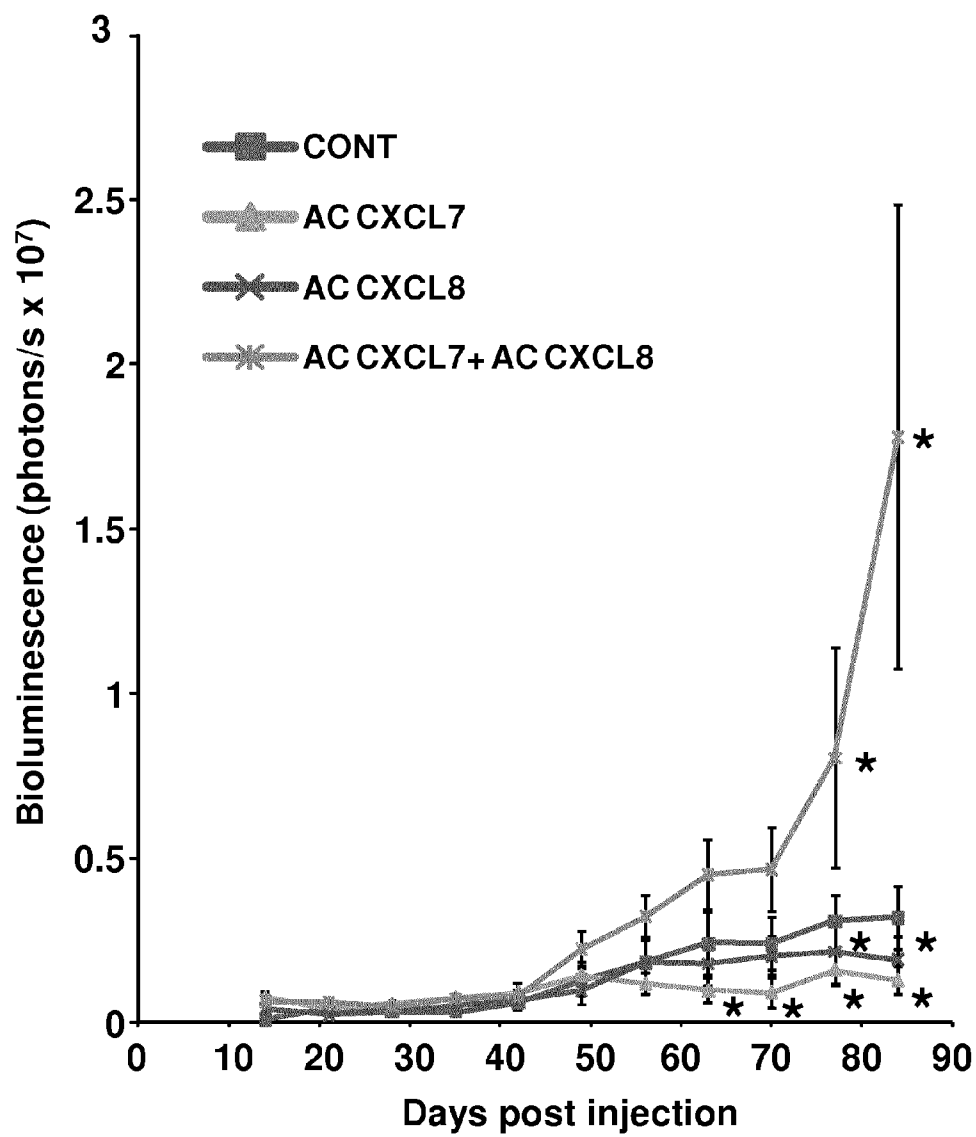 3
2.5
2
1.5
1
0.5
0
Bioluminescence (photons/s x 10⁷)
CONT
AC CXCL7
AC CXCL8
AC CXCL7+ AC CXCL8
*
*
* *
* * * *
0 10 20 30 40 50 60 70 80 90
Days post injection